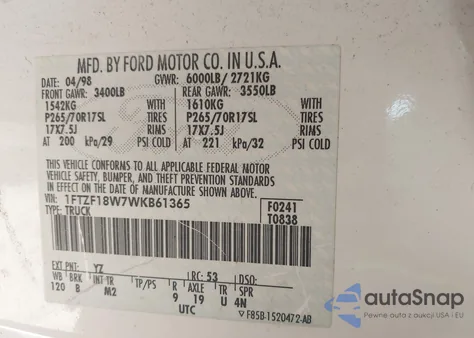 MFD. BY FORD MOTOR CO. IN U.S.A.
DATE: 04/98 GVWR: 6000LB/ 2721KG
FRONT GAWR: 3400LB REAR GAWR: 3550LB
1542KG WITH 1610KG WITH
P265/70R17SL TIRES P265/70R17SL TIRES
17X7.5J RIMS 17X7.5J RIMS
AT 200 kPa/29 PSI COLD AT 221 kPa/32 PSI COLD
THIS VEHICLE CONFORMS TO ALL APPLICABLE FEDERAL MOTOR
VEHICLE SAFETY, BUMPER, AND THEFT PREVENTION STANDARDS
IN EFFECT ON THE DATE OF MANUFACTURE SHOWN ABOVE.
VIN: 1FTZF18W7WKB61365 F0241
TYPE: TRUCK T0838
EXT PNT: YZ RC: 53 DSO:
WB BRK INT TR TP/PS R AXLE TR SPR
120 B M2 9 19 U 4N
UTC
▽ F85B-1520472-AB
autoSnap
Pewne auta z aukcji w USA i Kanadzie